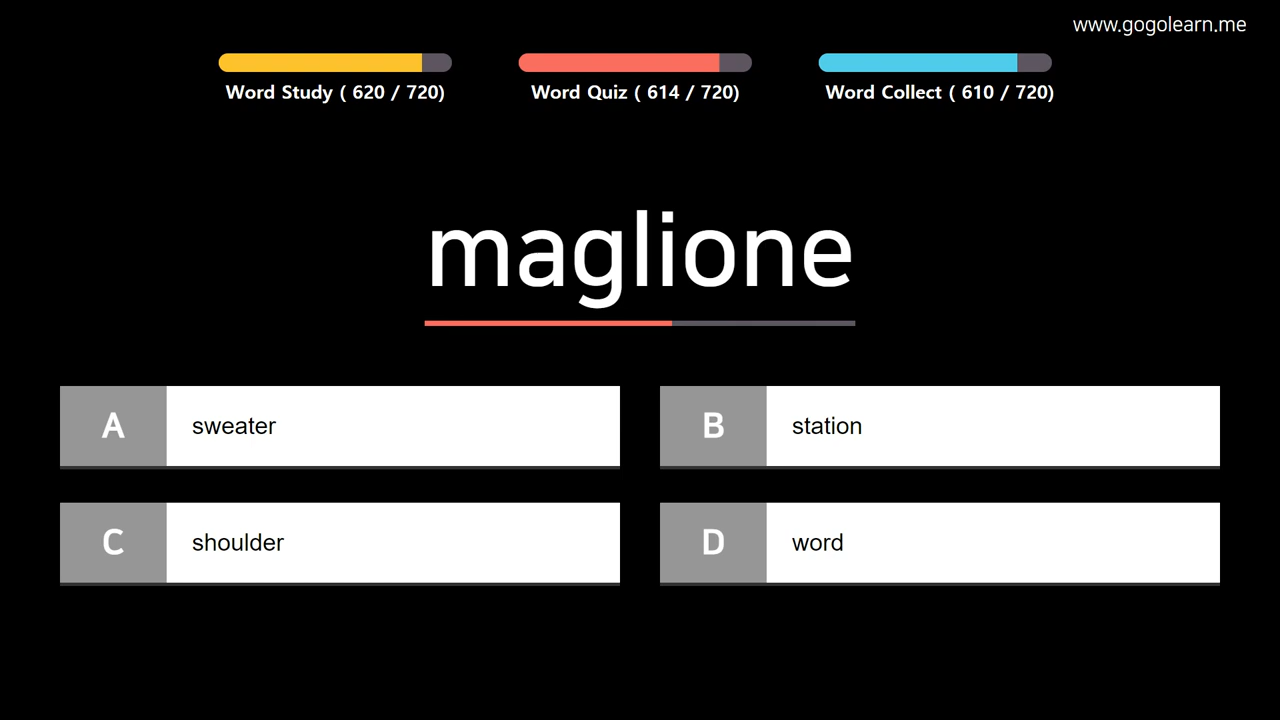 www.gogolearn.me
Word Study ( 620 / 720)
Word Quiz ( 614 / 720)
Word Collect ( 610 / 720)
maglione
A sweater
B station
C shoulder
D word